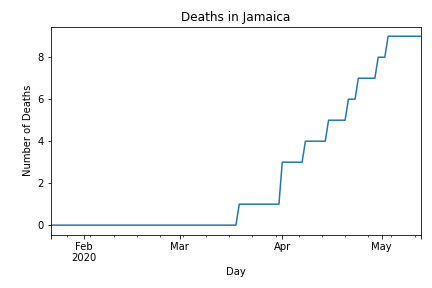 Deaths in Jamaica
Number of Deaths
8
6
4
2
0
Feb
2020
Mar
Apr
May
Day